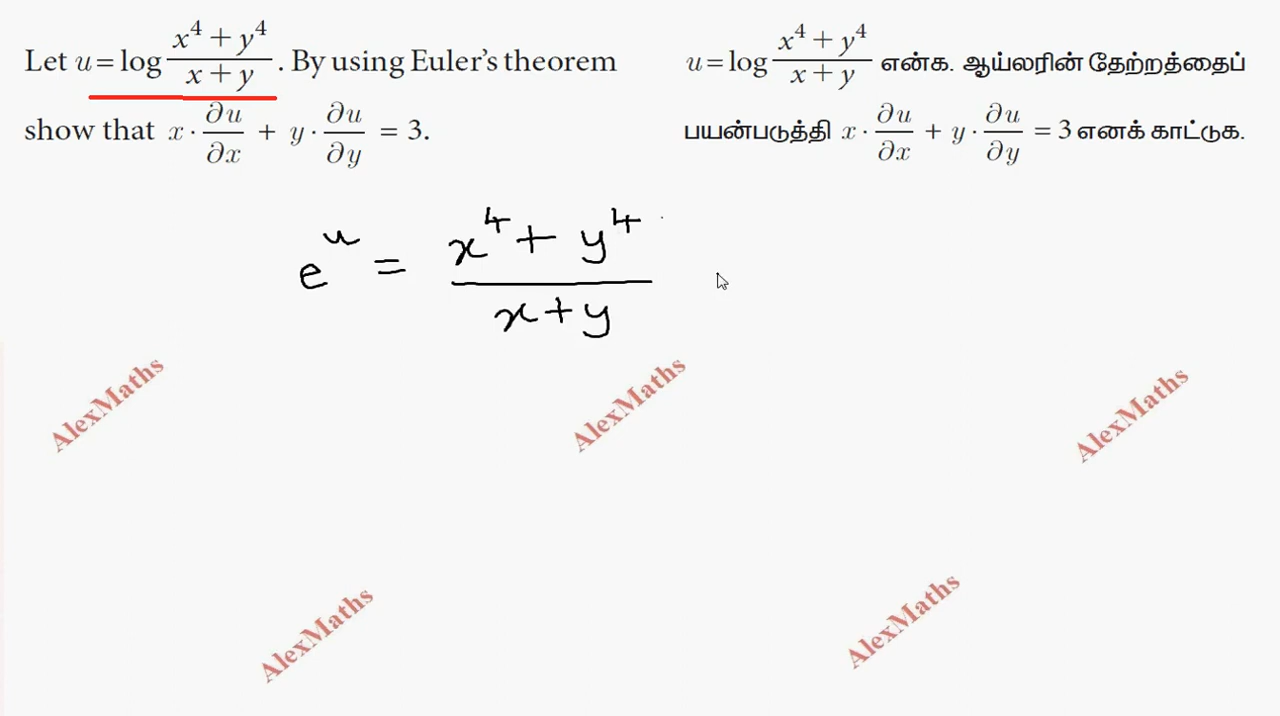 Let u = log (x⁴ + y⁴)/(x + y). By using Euler's theorem
show that x · ∂u/∂x + y · ∂u/∂y = 3.
u = log (x⁴ + y⁴)/(x + y) என்க. ஆய்லரின் தேற்றத்தைப்
பயன்படுத்தி x · ∂u/∂x + y · ∂u/∂y = 3 எனக் காட்டுக.
e^u = (x⁴ + y⁴)/(x + y)
AlexMaths
AlexMaths
AlexMaths
AlexMaths
AlexMaths